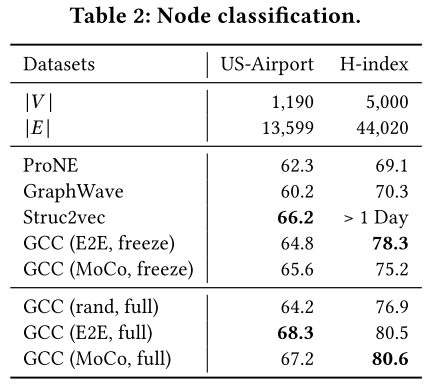 Table 2: Node classification.
Datasets US-Airport H-index
|V| 1,190 5,000
|E| 13,599 44,020
ProNE 62.3 69.1
GraphWave 60.2 70.3
Struc2vec 66.2 > 1 Day
GCC (E2E, freeze) 64.8 78.3
GCC (MoCo, freeze) 65.6 75.2
GCC (rand, full) 64.2 76.9
GCC (E2E, full) 68.3 80.5
GCC (MoCo, full) 67.2 80.6